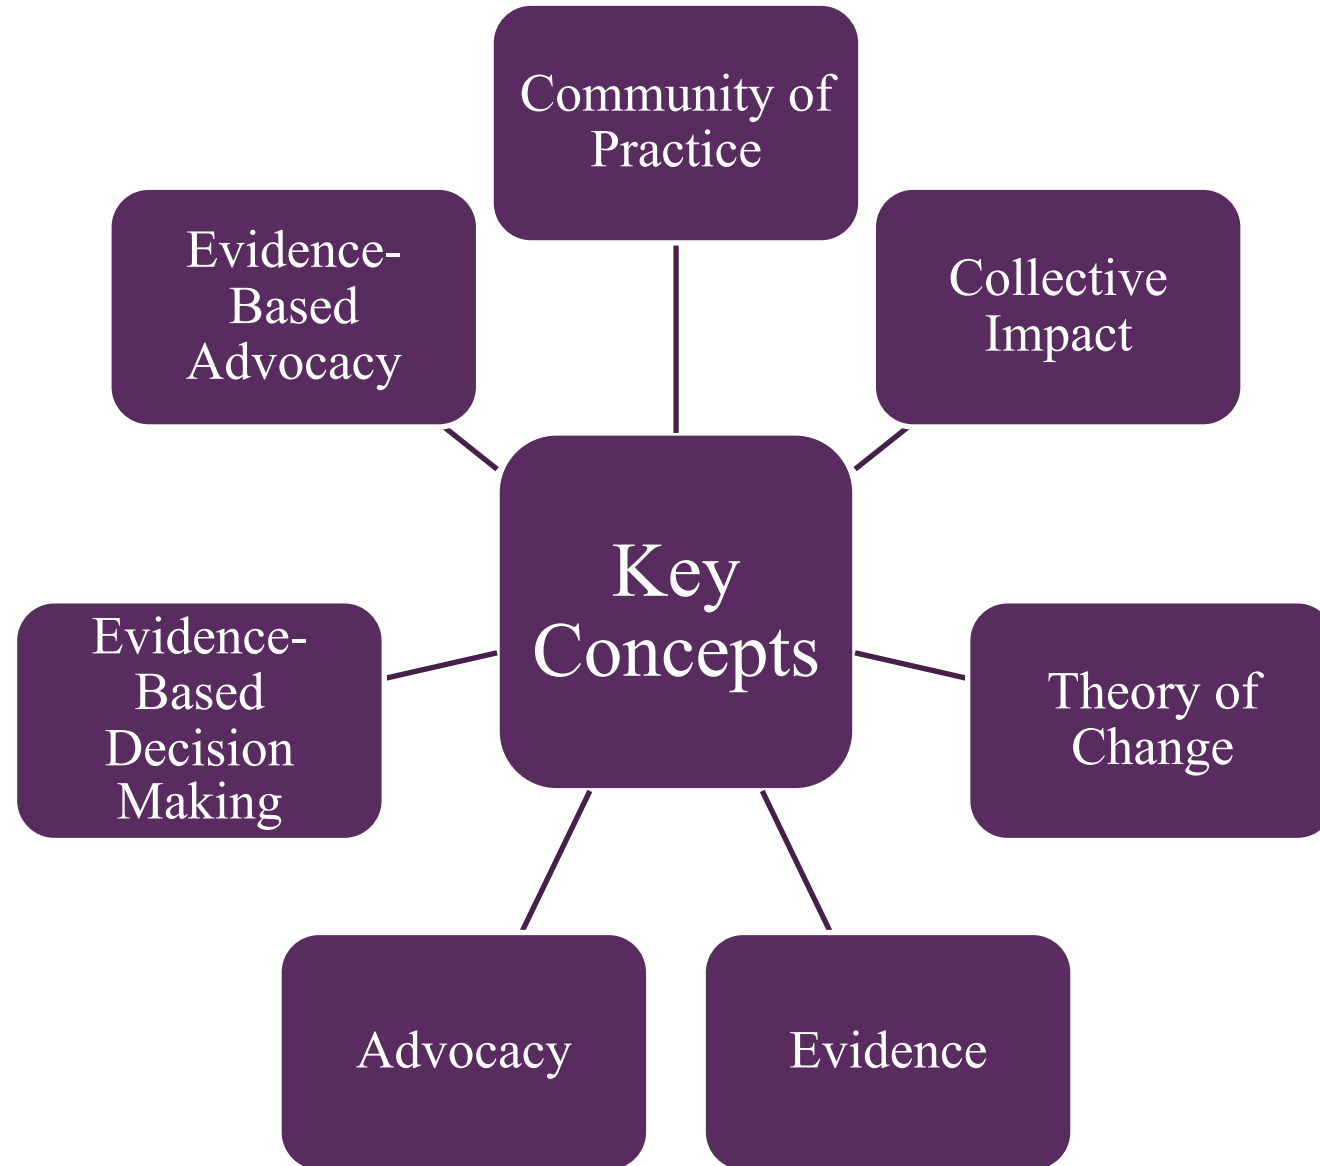 Community of
Practice
Evidence-
Based
Advocacy
Collective
Impact
Key
Concepts
Evidence-
Based
Decision
Making
Theory of
Change
Advocacy
Evidence